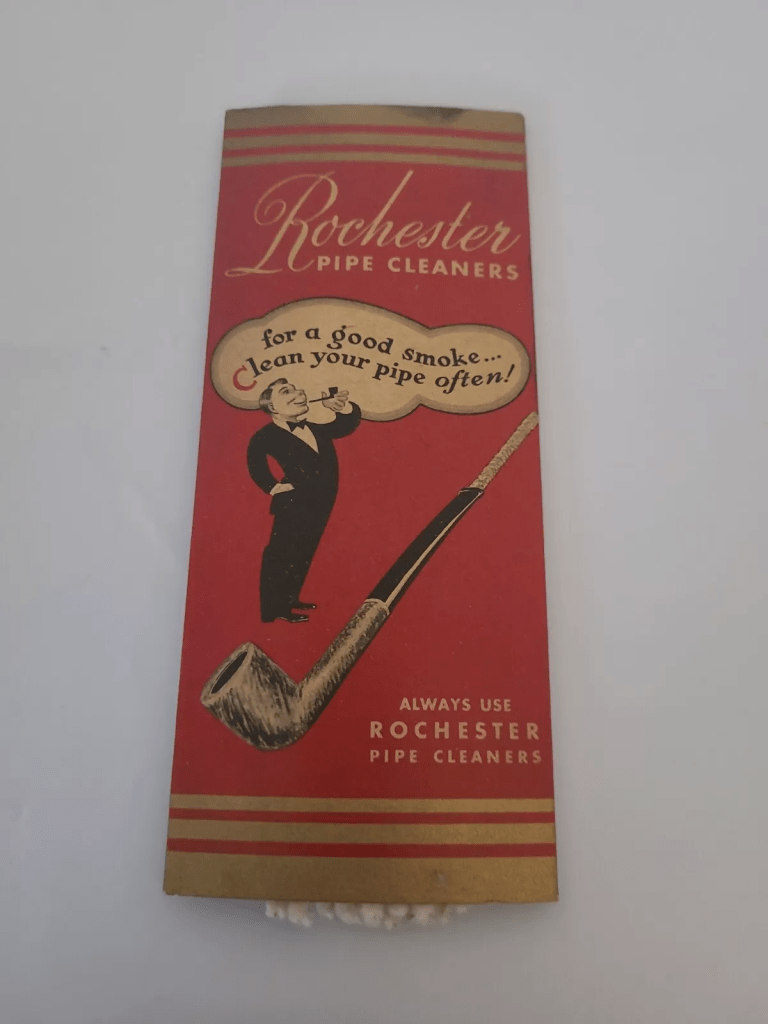 Rochester
PIPE CLEANERS
for a good smoke...
Clean your pipe often!
ALWAYS USE
ROCHESTER
PIPE CLEANERS